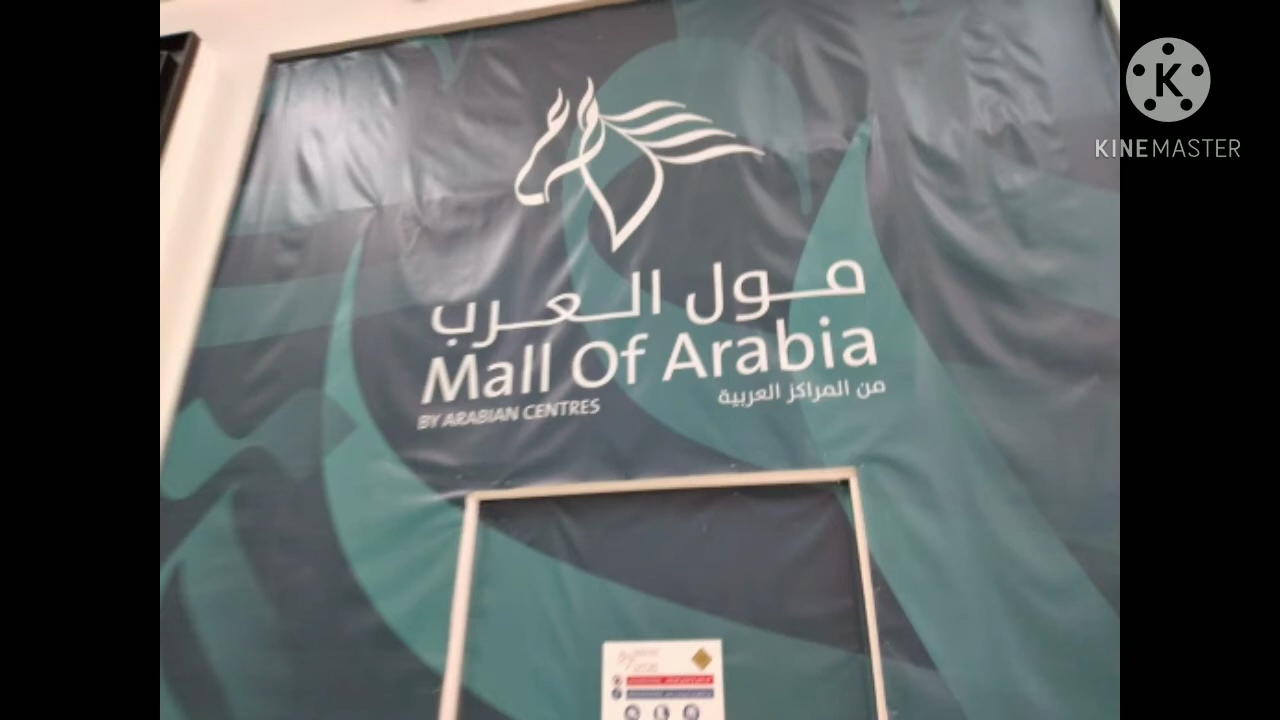 K
KINEMASTER
مول العرب
Mall Of Arabia
BY ARABIAN CENTRES
من المراكز العربية